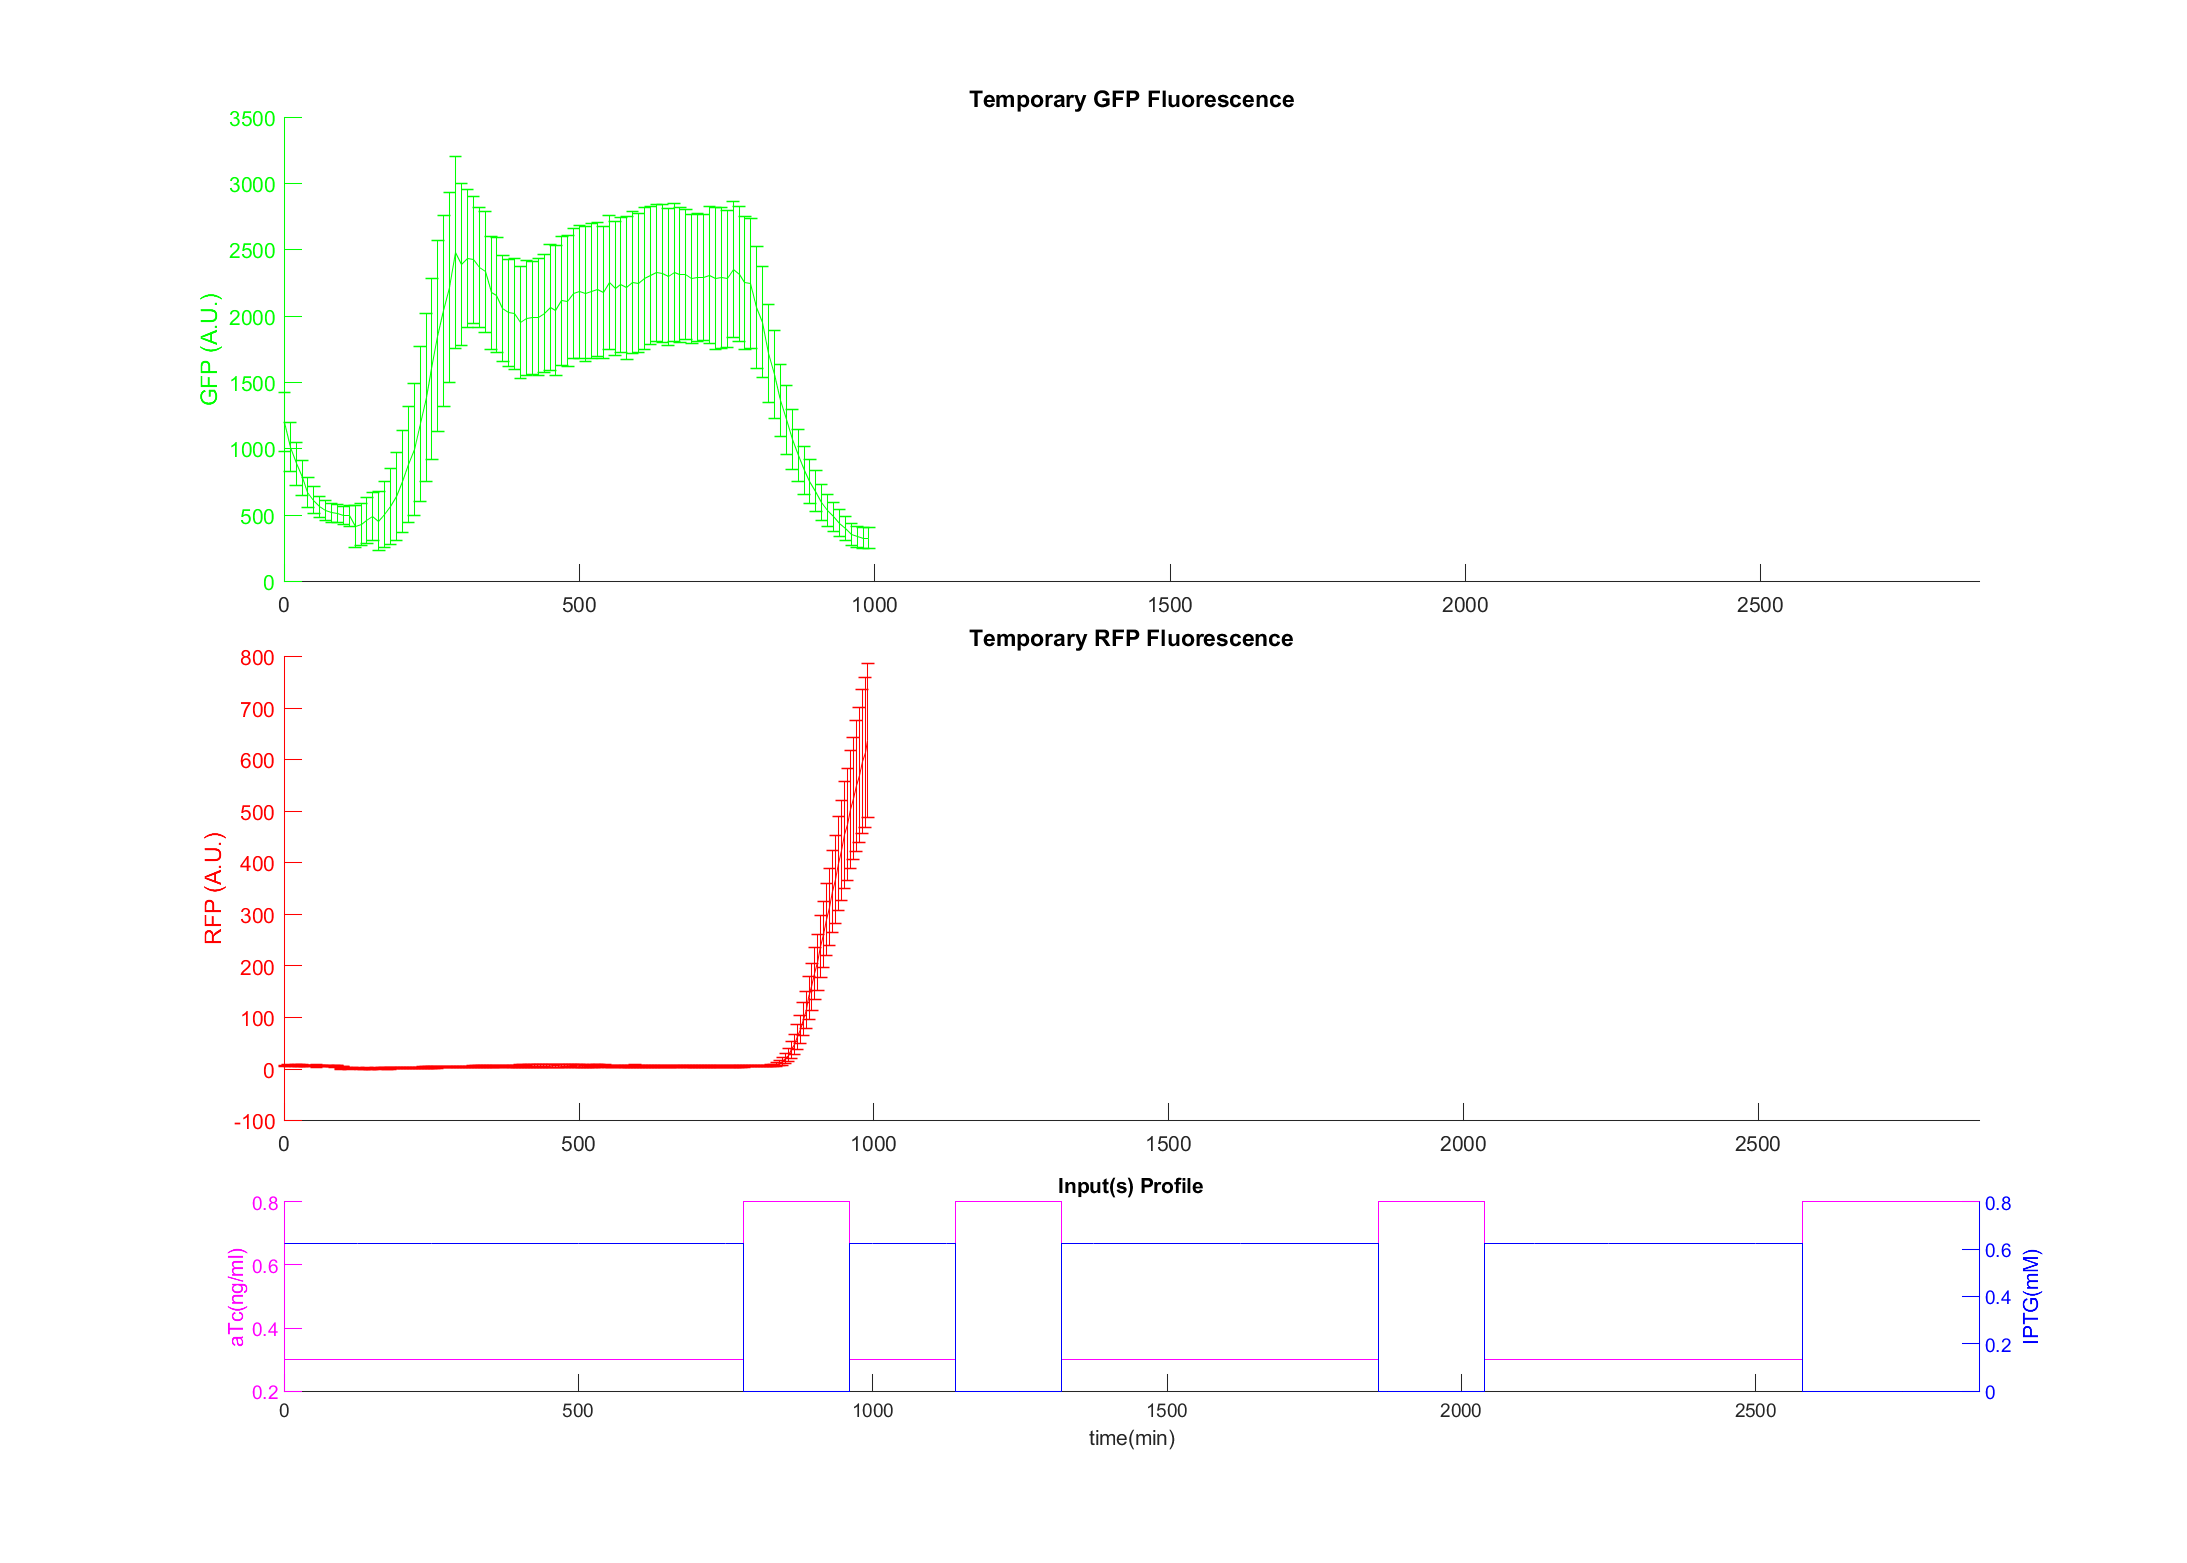 Temporary GFP Fluorescence
3500
3000
2500
2000
1500
1000
500
0
GFP (A.U.)
0 500 1000 1500 2000 2500
Temporary RFP Fluorescence
800
700
600
500
400
300
200
100
0
-100
RFP (A.U.)
0 500 1000 1500 2000 2500
Input(s) Profile
0.8
0.6
0.4
0.2
aTc(ng/ml)
0.8
0.6
0.4
0.2
0
IPTG(mM)
0 500 1000 1500 2000 2500
time(min)